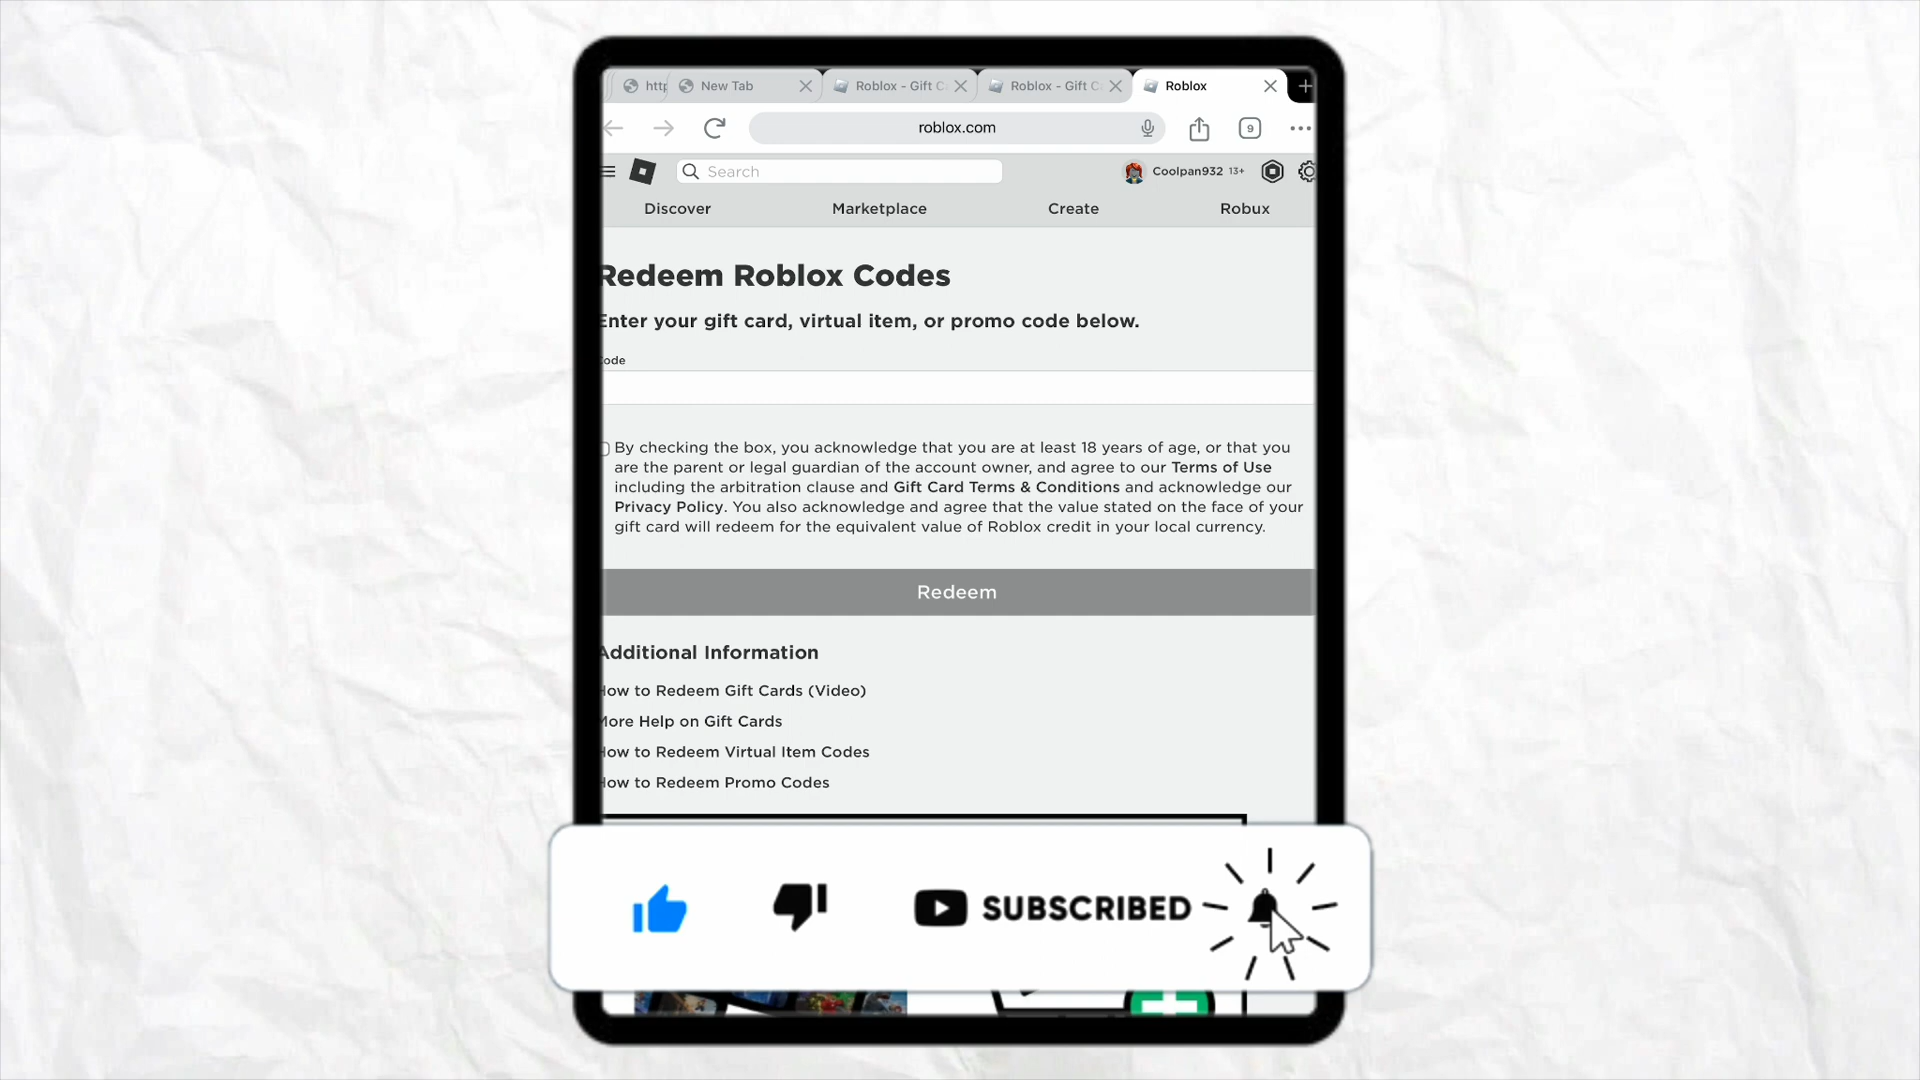 http
New Tab
Roblox - Gift C
Roblox - Gift C
Roblox
roblox.com
9
Search
Coolpan932 13+
Discover
Marketplace
Create
Robux
Redeem Roblox Codes
Enter your gift card, virtual item, or promo code below.
Code
By checking the box, you acknowledge that you are at least 18 years of age, or that you
are the parent or legal guardian of the account owner, and agree to our Terms of Use
including the arbitration clause and Gift Card Terms & Conditions and acknowledge our
Privacy Policy. You also acknowledge and agree that the value stated on the face of your
gift card will redeem for the equivalent value of Roblox credit in your local currency.
Redeem
Additional Information
How to Redeem Gift Cards (Video)
More Help on Gift Cards
How to Redeem Virtual Item Codes
How to Redeem Promo Codes
SUBSCRIBED